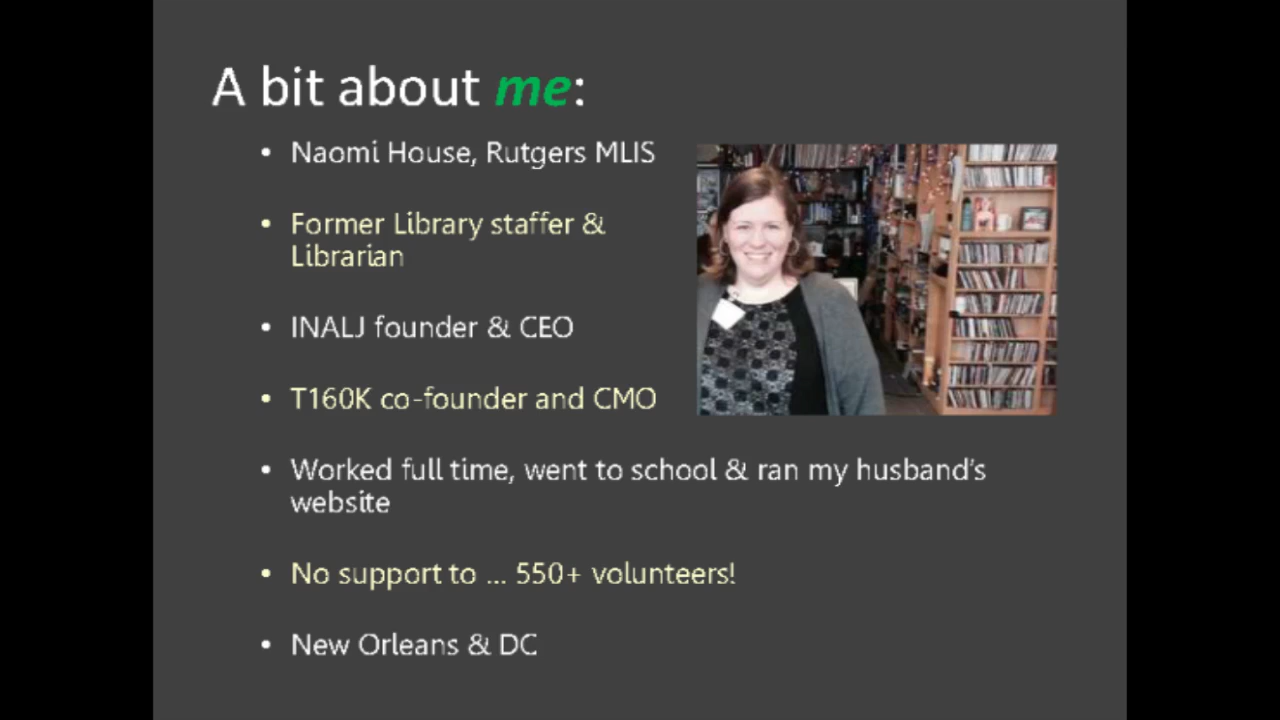 A bit about me:
• Naomi House, Rutgers MLIS
• Former Library staffer &
Librarian
• INALJ founder & CEO
• T160K co-founder and CMO
• Worked full time, went to school & ran my husband's
website
• No support to ... 550+ volunteers!
• New Orleans & DC